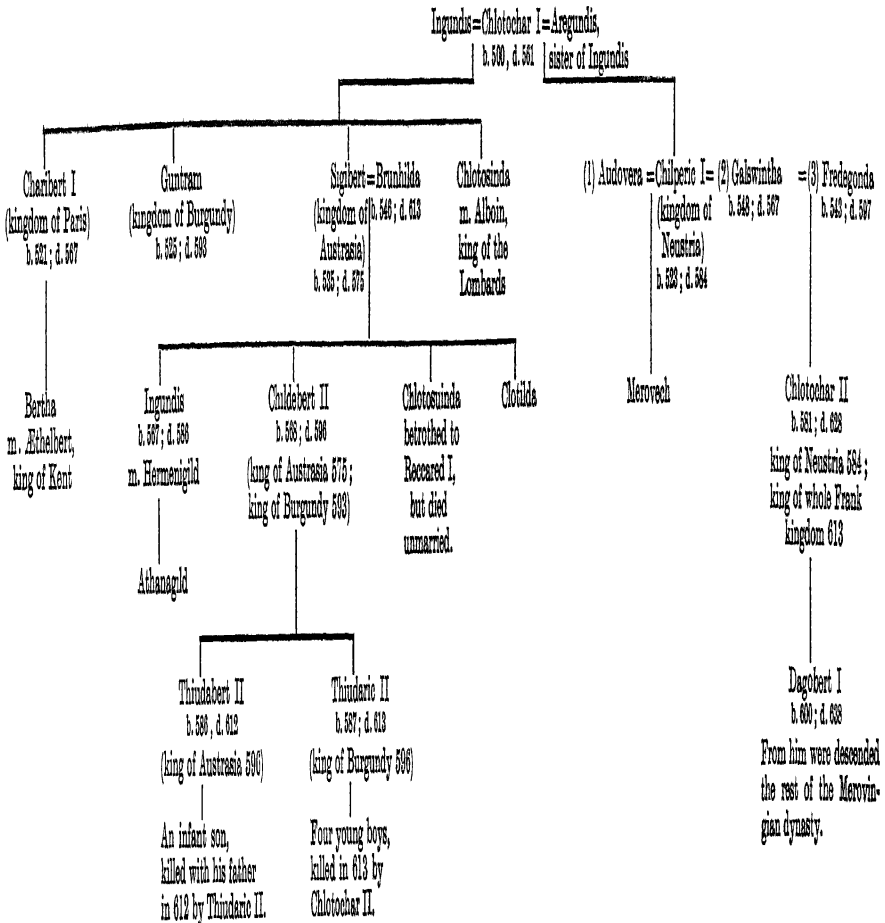 Ingundis=Chlotochar I=Aregundis,
b. 500, d. 561
sister of Ingundis
Charibert I
(kingdom of Paris)
b. 521; d. 567
Guntram
(kingdom of Burgundy)
b. 525; d. 593
Sigibert=Brunhilda
(kingdom of
b. 546; d. 613
Austrasia)
b. 535; d. 575
Chlotosinda
m. Alboin,
king of the
Lombards
(1) Audovera=Chilperic I=(2) Galswintha =(3) Fredegonda
(kingdom of
Neustria)
b. 523; d. 584
b. 548; d. 567
b. 543; d. 597
Bertha
m. Æthelbert,
king of Kent
Ingundis
b. 567; d. 586
m. Hermenigild
Childebert II
b. 568; d. 596
(king of Austrasia 575;
king of Burgundy 593)
Chlotosuinda
betrothed to
Reccared I,
but died
unmarried.
Clotilda
Merovech
Chlotochar II
b. 581; d. 628
king of Neustria 584;
king of whole Frank
kingdom 613
Athanagild
Thiudabert II
b. 586, d. 612
(king of Austrasia 596)
Thiudaric II
b. 587; d. 613
(king of Burgundy 596)
Dagobert I
b. 600; d. 638
From him were descended
the rest of the Merovin-
gian dynasty.
An infant son,
killed with his father
in 612 by Thiudaric II.
Four young boys,
killed in 613 by
Chlotochar II.